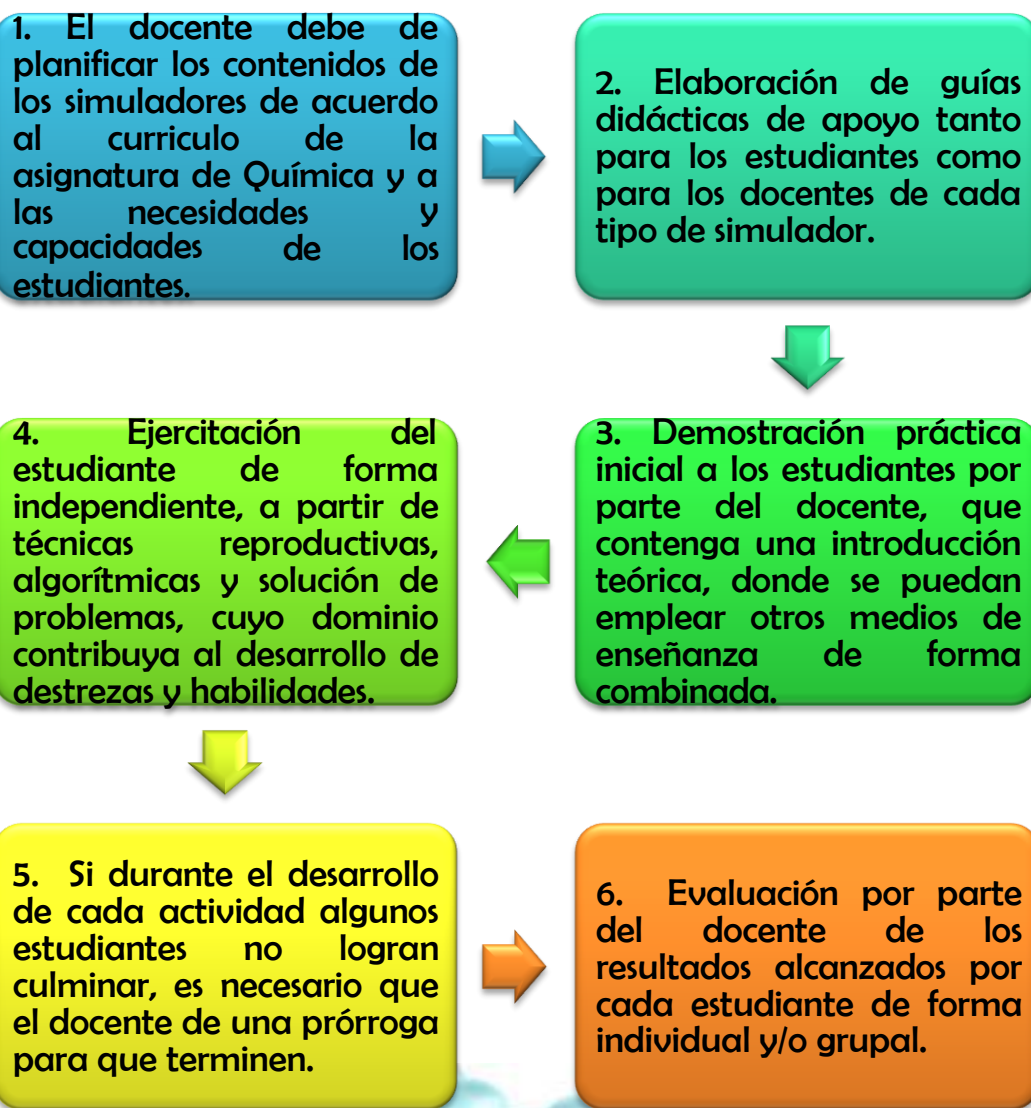 1. El docente debe de
planificar los contenidos de
los simuladores de acuerdo
al curriculo de la
asignatura de Química y a
las necesidades y
capacidades de los
estudiantes.
2. Elaboración de guías
didácticas de apoyo tanto
para los estudiantes como
para los docentes de cada
tipo de simulador.
3. Demostración práctica
inicial a los estudiantes por
parte del docente, que
contenga una introducción
teórica, donde se puedan
emplear otros medios de
enseñanza de forma
combinada.
4. Ejercitación del
estudiante de forma
independiente, a partir de
técnicas reproductivas,
algorítmicas y solución de
problemas, cuyo dominio
contribuya al desarrollo de
destrezas y habilidades.
5. Si durante el desarrollo
de cada actividad algunos
estudiantes no logran
culminar, es necesario que
el docente de una prórroga
para que terminen.
6. Evaluación por parte
del docente de los
resultados alcanzados por
cada estudiante de forma
individual y/o grupal.